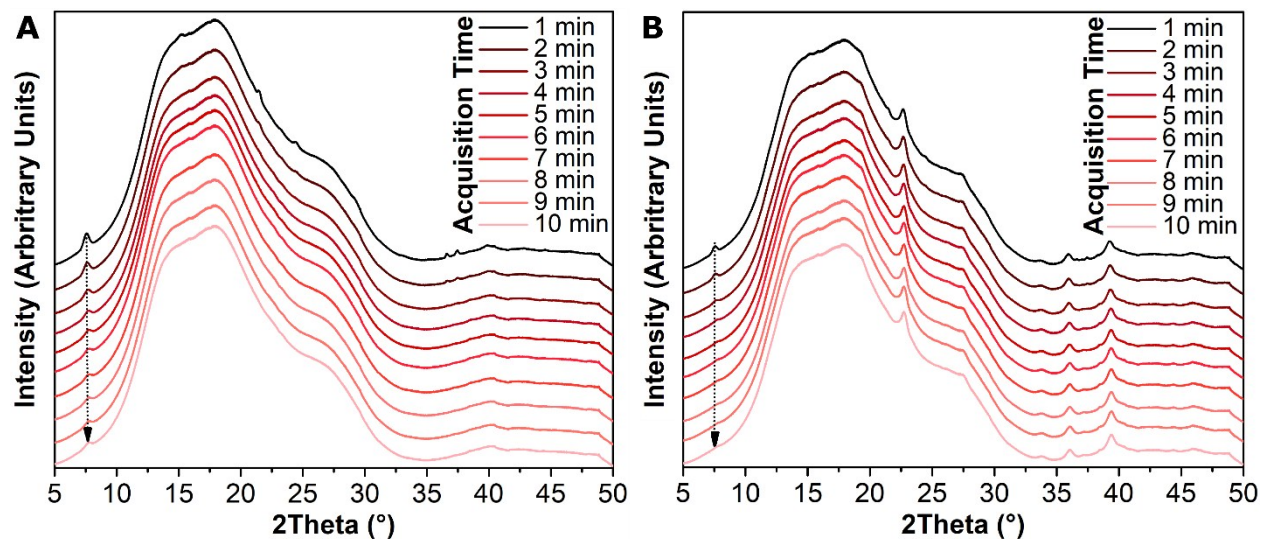 A
Intensity (Arbritrary Units)
Acquisition Time
1 min
2 min
3 min
4 min
5 min
6 min
7 min
8 min
9 min
10 min
5 10 15 20 25 30 35 40 45 50
2Theta (°)
B
Intensity (Arbritrary Units)
Acquisition Time
1 min
2 min
3 min
4 min
5 min
6 min
7 min
8 min
9 min
10 min
5 10 15 20 25 30 35 40 45 50
2Theta (°)